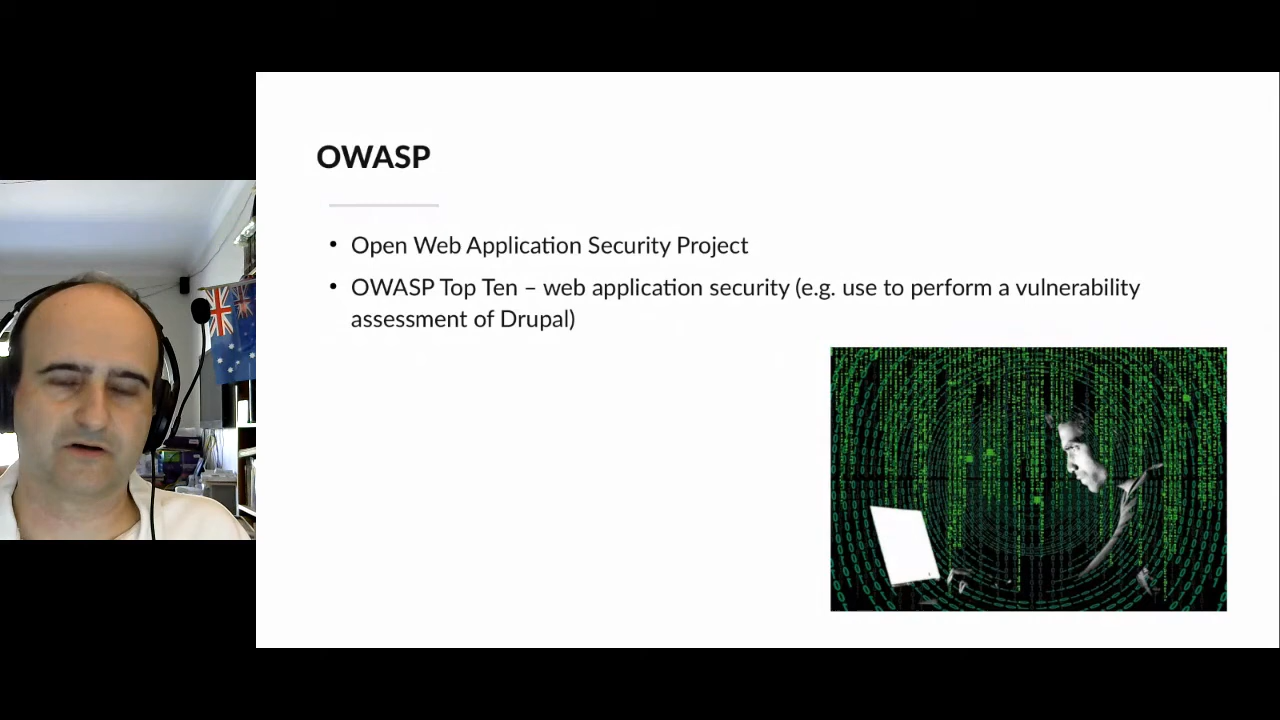 OWASP
• Open Web Application Security Project
• OWASP Top Ten – web application security (e.g. use to perform a vulnerability
assessment of Drupal)